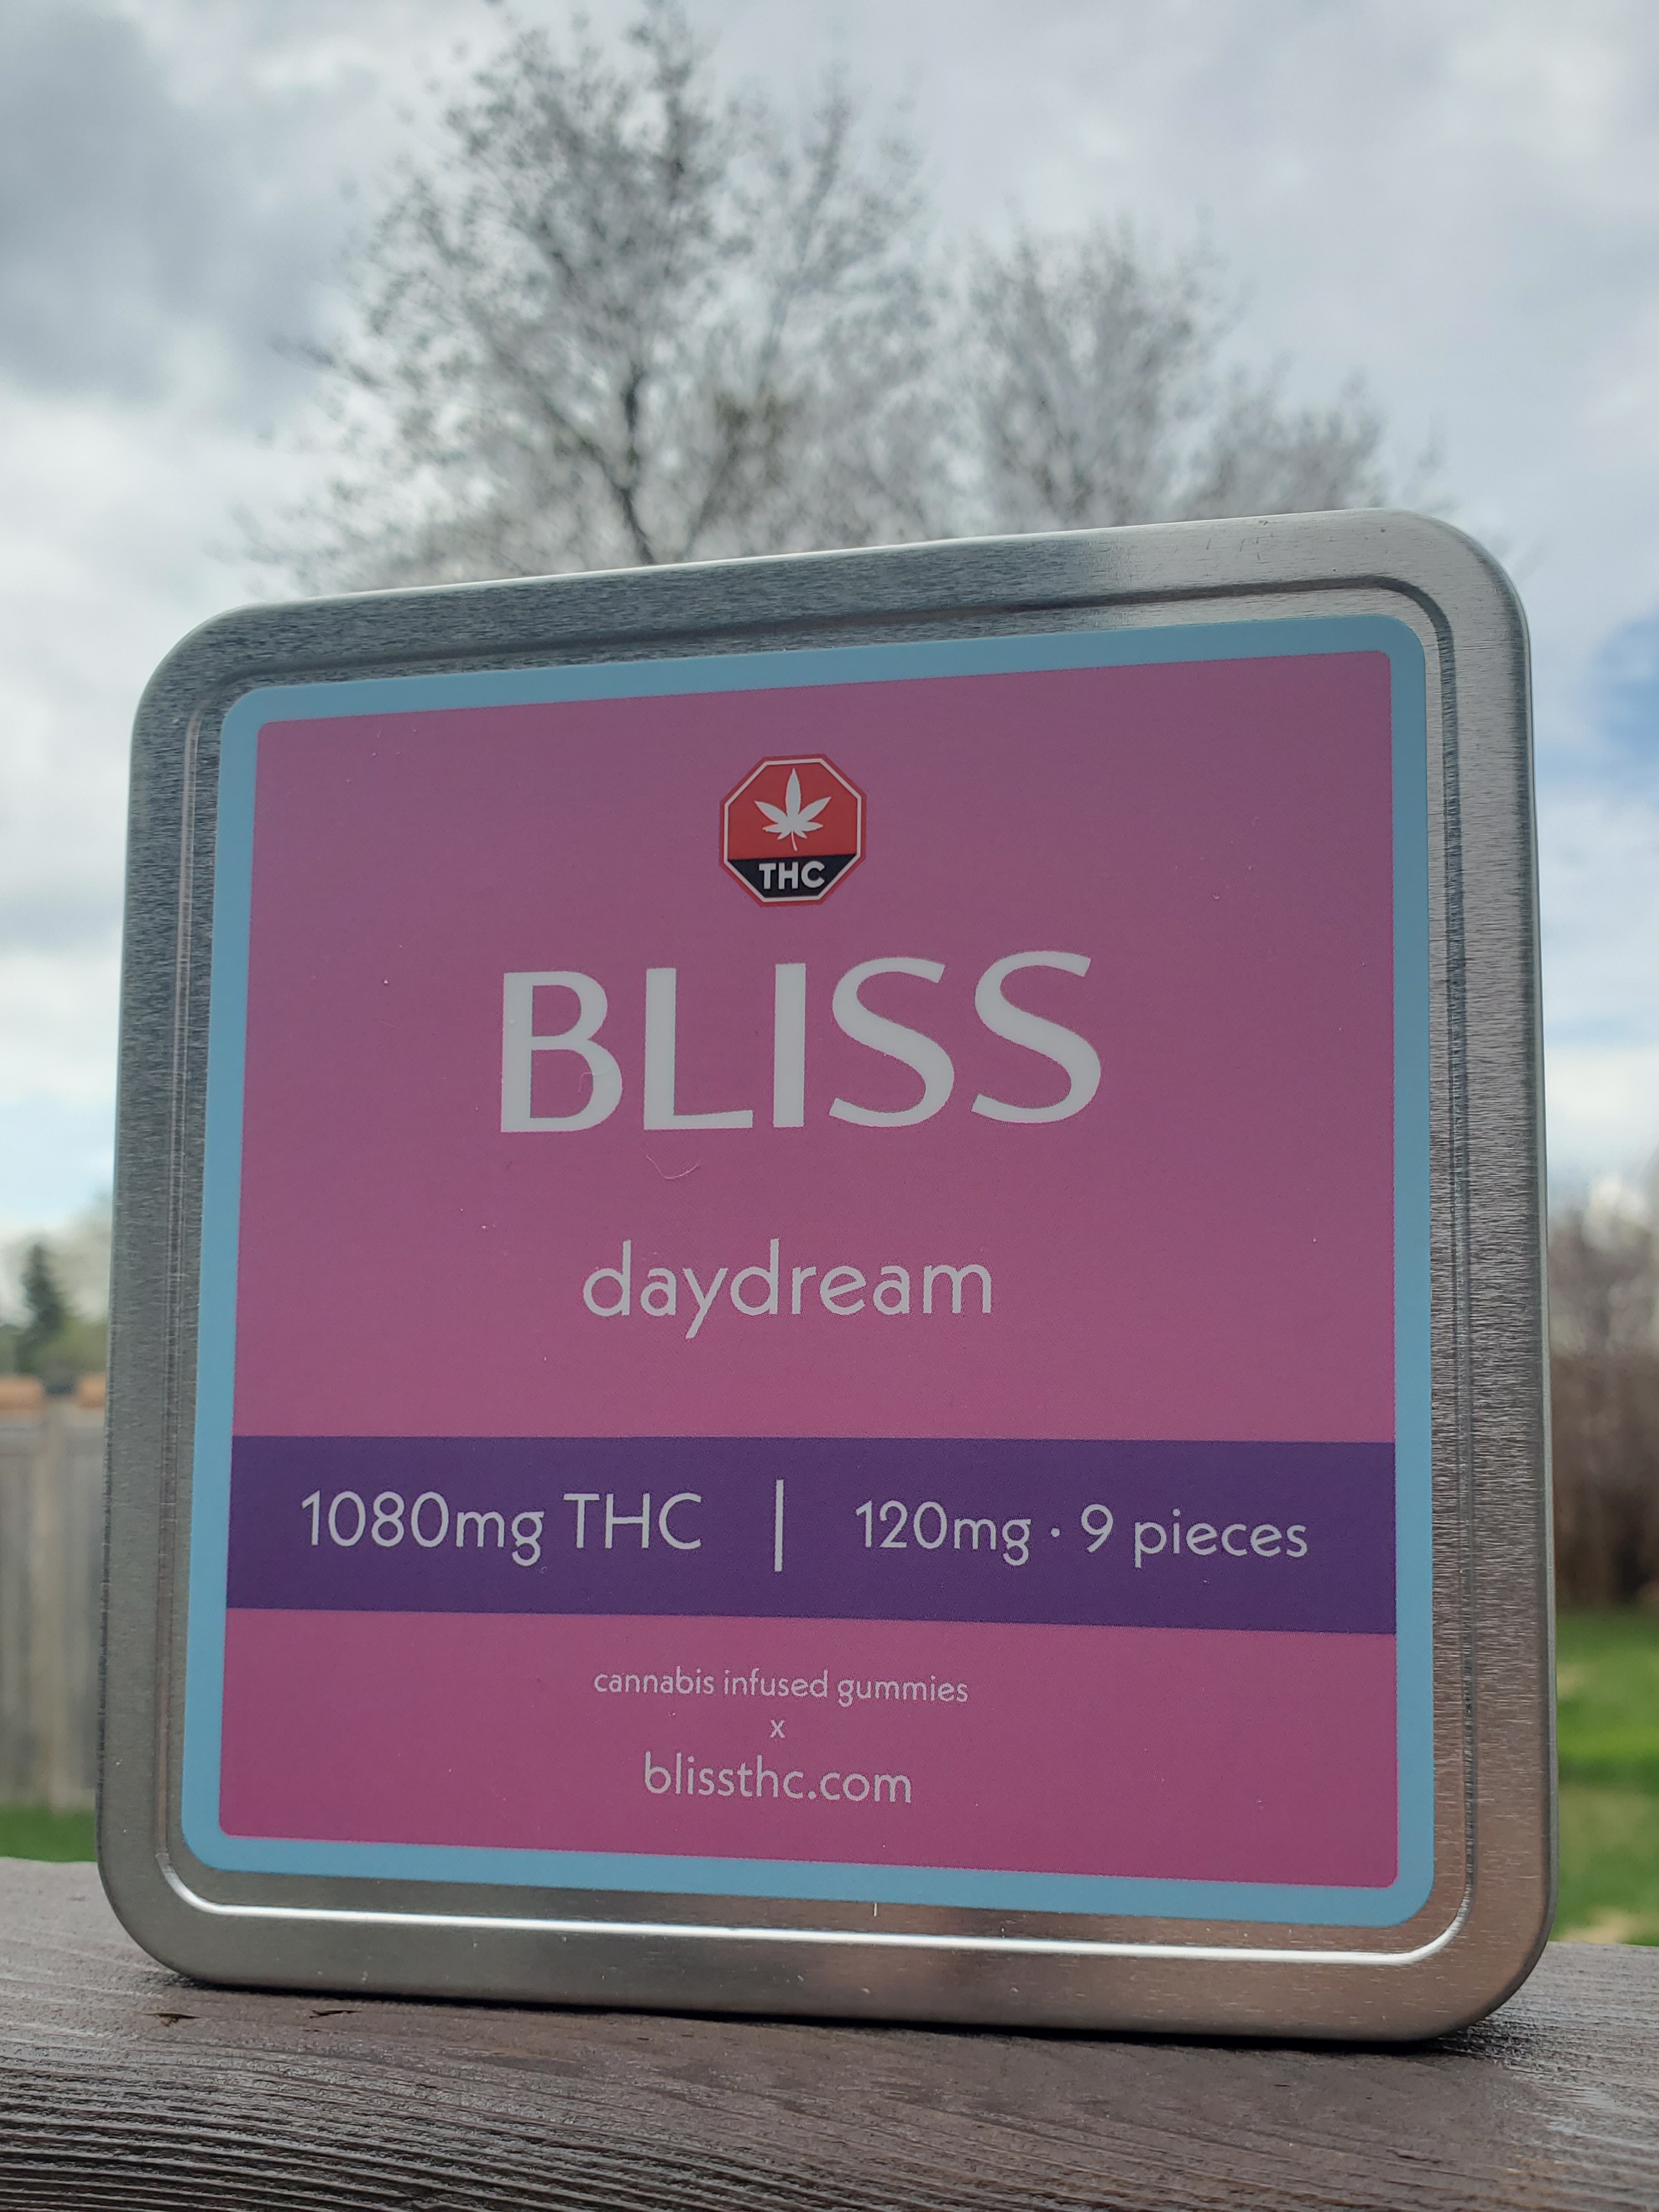 THC
BLISS
daydream
1080mg THC | 120mg · 9 pieces
cannabis infused gummies
x
blissthc.com